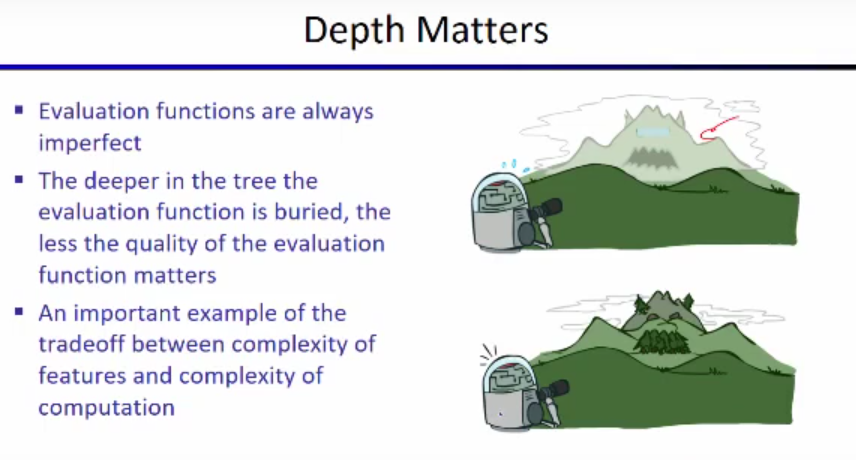 Depth Matters
Evaluation functions are always
imperfect
The deeper in the tree the
evaluation function is buried, the
less the quality of the evaluation
function matters
An important example of the
tradeoff between complexity of
features and complexity of
computation